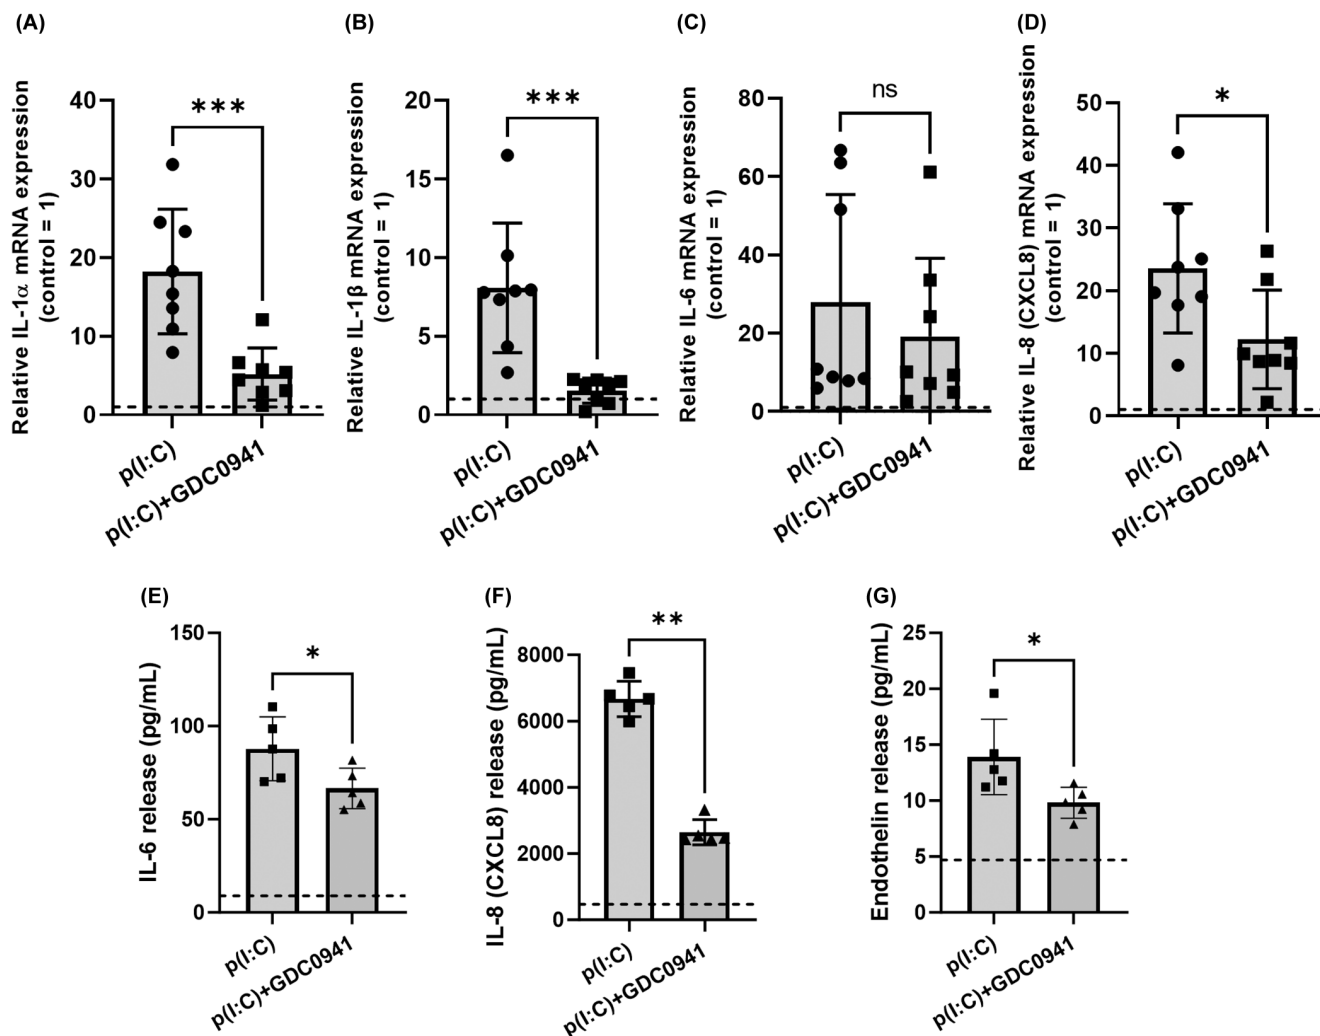 (A)
Relative IL-1α mRNA expression
(control = 1)
40
30
20
10
0
***
p(I:C)
p(I:C)+GDC0941
(B)
Relative IL-1β mRNA expression
(control = 1)
20
15
10
5
0
***
p(I:C)
p(I:C)+GDC0941
(C)
Relative IL-6 mRNA expression
(control = 1)
80
60
40
20
0
ns
p(I:C)
p(I:C)+GDC0941
(D)
Relative IL-8 (CXCL8) mRNA expression
(control = 1)
50
40
30
20
10
0
*
p(I:C)
p(I:C)+GDC0941
(E)
IL-6 release (pg/mL)
150
100
50
0
*
p(I:C)
p(I:C)+GDC0941
(F)
IL-8 (CXCL8) release (pg/mL)
8000
6000
4000
2000
0
**
p(I:C)
p(I:C)+GDC0941
(G)
Endothelin release (pg/mL)
25
20
15
10
5
0
*
p(I:C)
p(I:C)+GDC0941